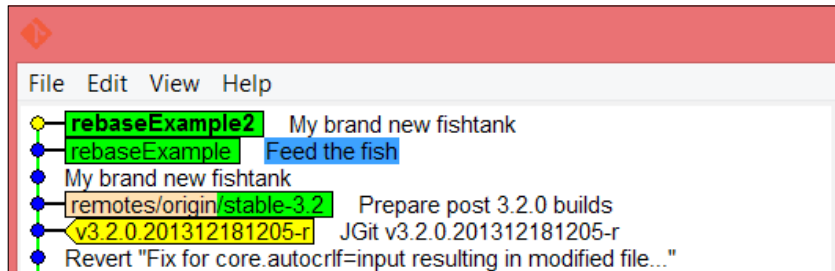 File Edit View Help
rebaseExample2 My brand new fishtank
rebaseExample Feed the fish
My brand new fishtank
remotes/origin/stable-3.2 Prepare post 3.2.0 builds
v3.2.0.201312181205-r JGit v3.2.0.201312181205-r
Revert "Fix for core.autocrlf=input resulting in modified file..."